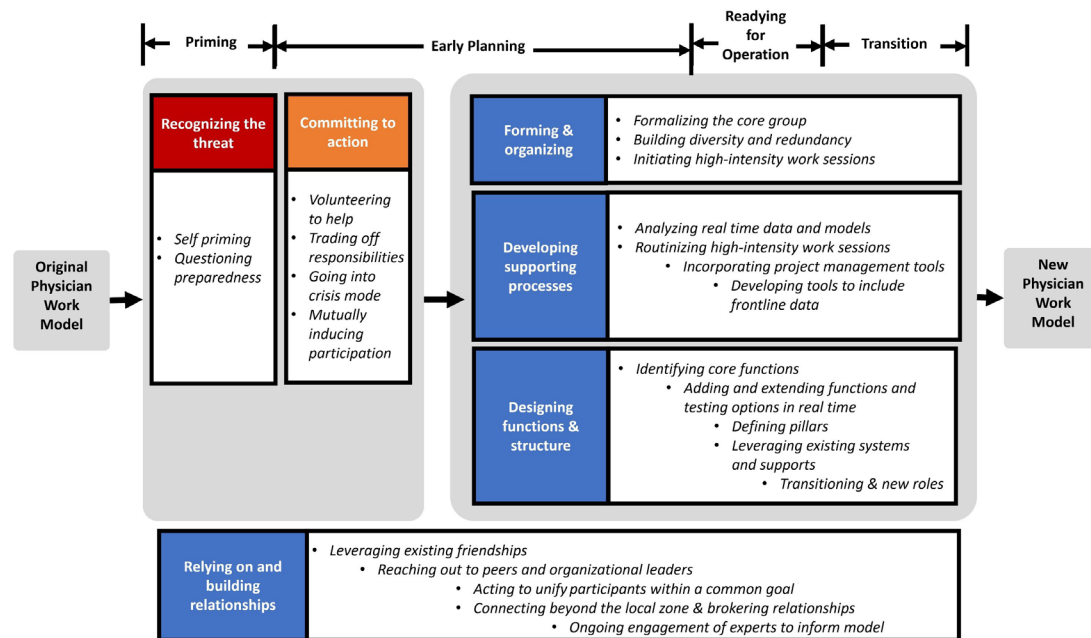 Priming
Early Planning
Readying
for
Operation
Transition
Original
Physician
Work
Model
Recognizing the
threat
• Self priming
• Questioning
preparedness
Committing to
action
• Volunteering
to help
• Trading off
responsibilities
• Going into
crisis mode
• Mutually
inducing
participation
Forming &
organizing
• Formalizing the core group
• Building diversity and redundancy
• Initiating high-intensity work sessions
Developing
supporting
processes
• Analyzing real time data and models
• Routinizing high-intensity work sessions
• Incorporating project management tools
• Developing tools to include
frontline data
Designing
functions &
structure
• Identifying core functions
• Adding and extending functions and
testing options in real time
• Defining pillars
• Leveraging existing systems
and supports
• Transitioning & new roles
New
Physician
Work
Model
Relying on and
building
relationships
• Leveraging existing friendships
• Reaching out to peers and organizational leaders
• Acting to unify participants within a common goal
• Connecting beyond the local zone & brokering relationships
• Ongoing engagement of experts to inform model